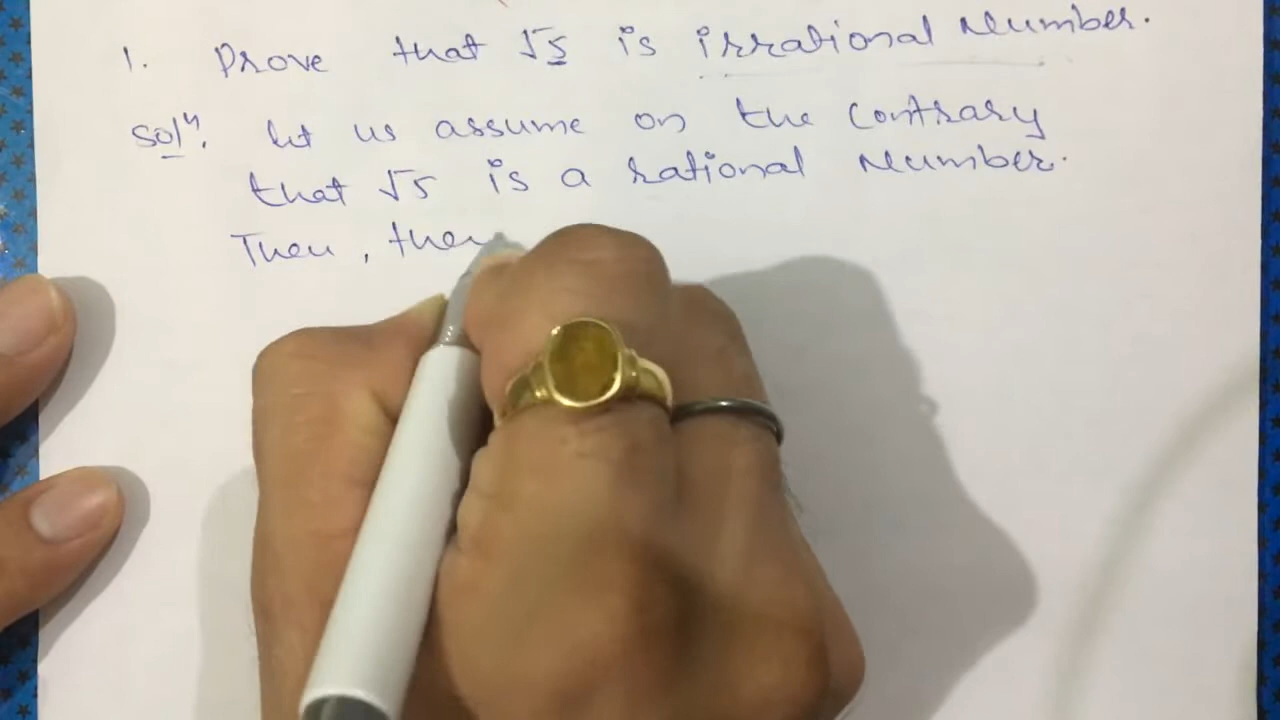 1. Prove that √5 is irrational Number.
Solⁿ. let us assume on the contrary
that √5 is a rational Number.
Then, then